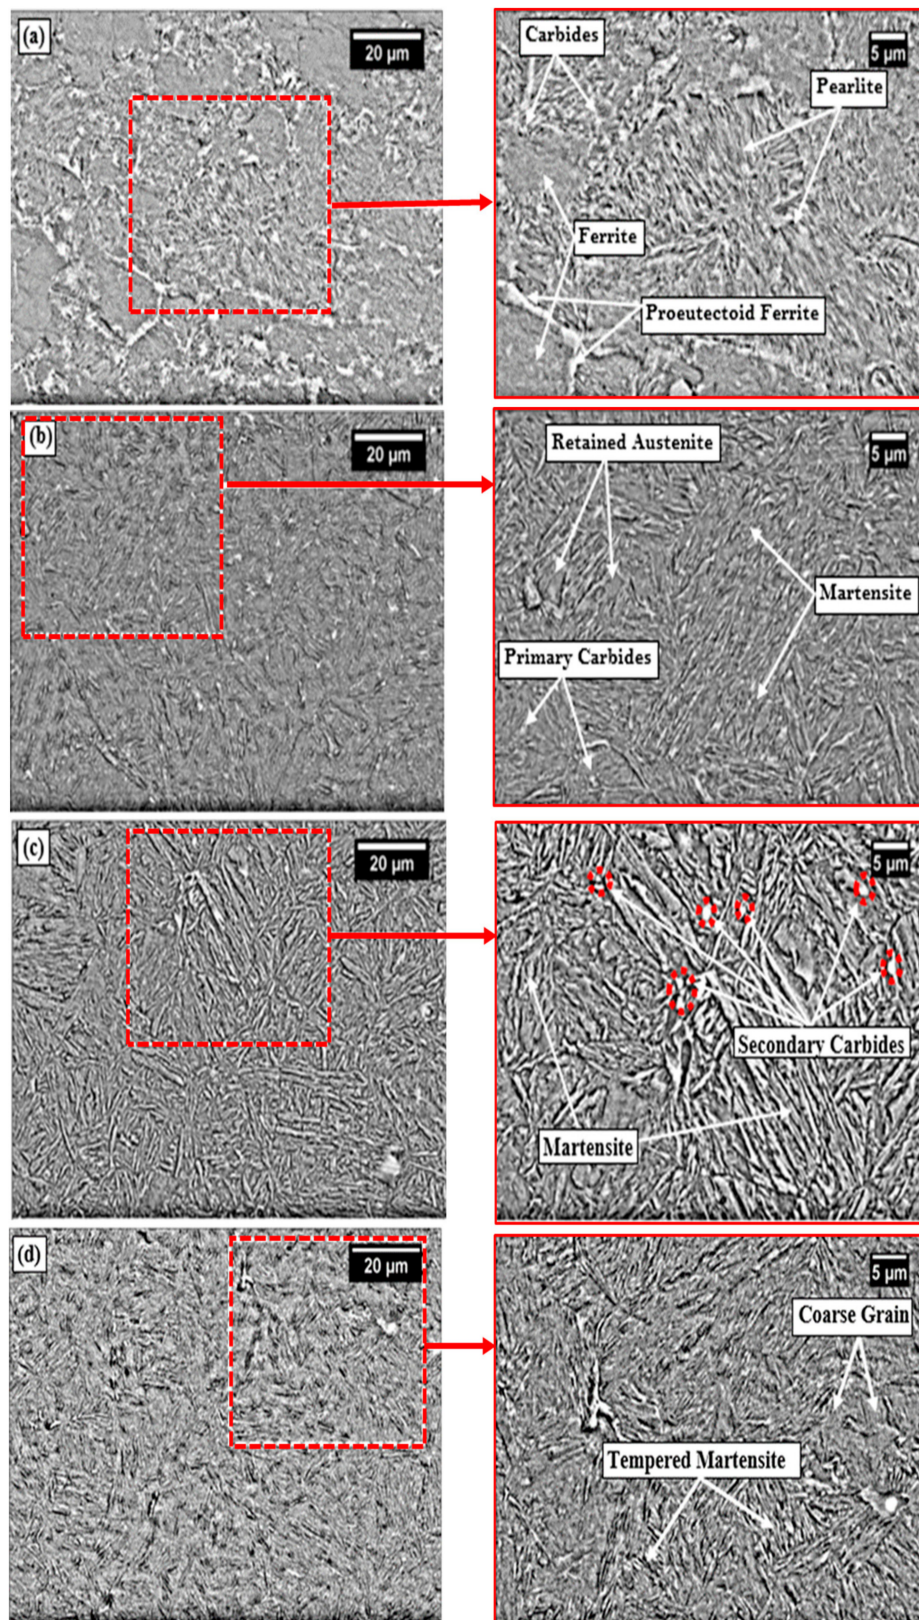 (a)
20 µm
5 µm
Carbides
Pearlite
Ferrite
Proeutectoid Ferrite
(b)
20 µm
5 µm
Retained Austenite
Martensite
Primary Carbides
(c)
20 µm
5 µm
Secondary Carbides
Martensite
(d)
20 µm
5 µm
Coarse Grain
Tempered Martensite